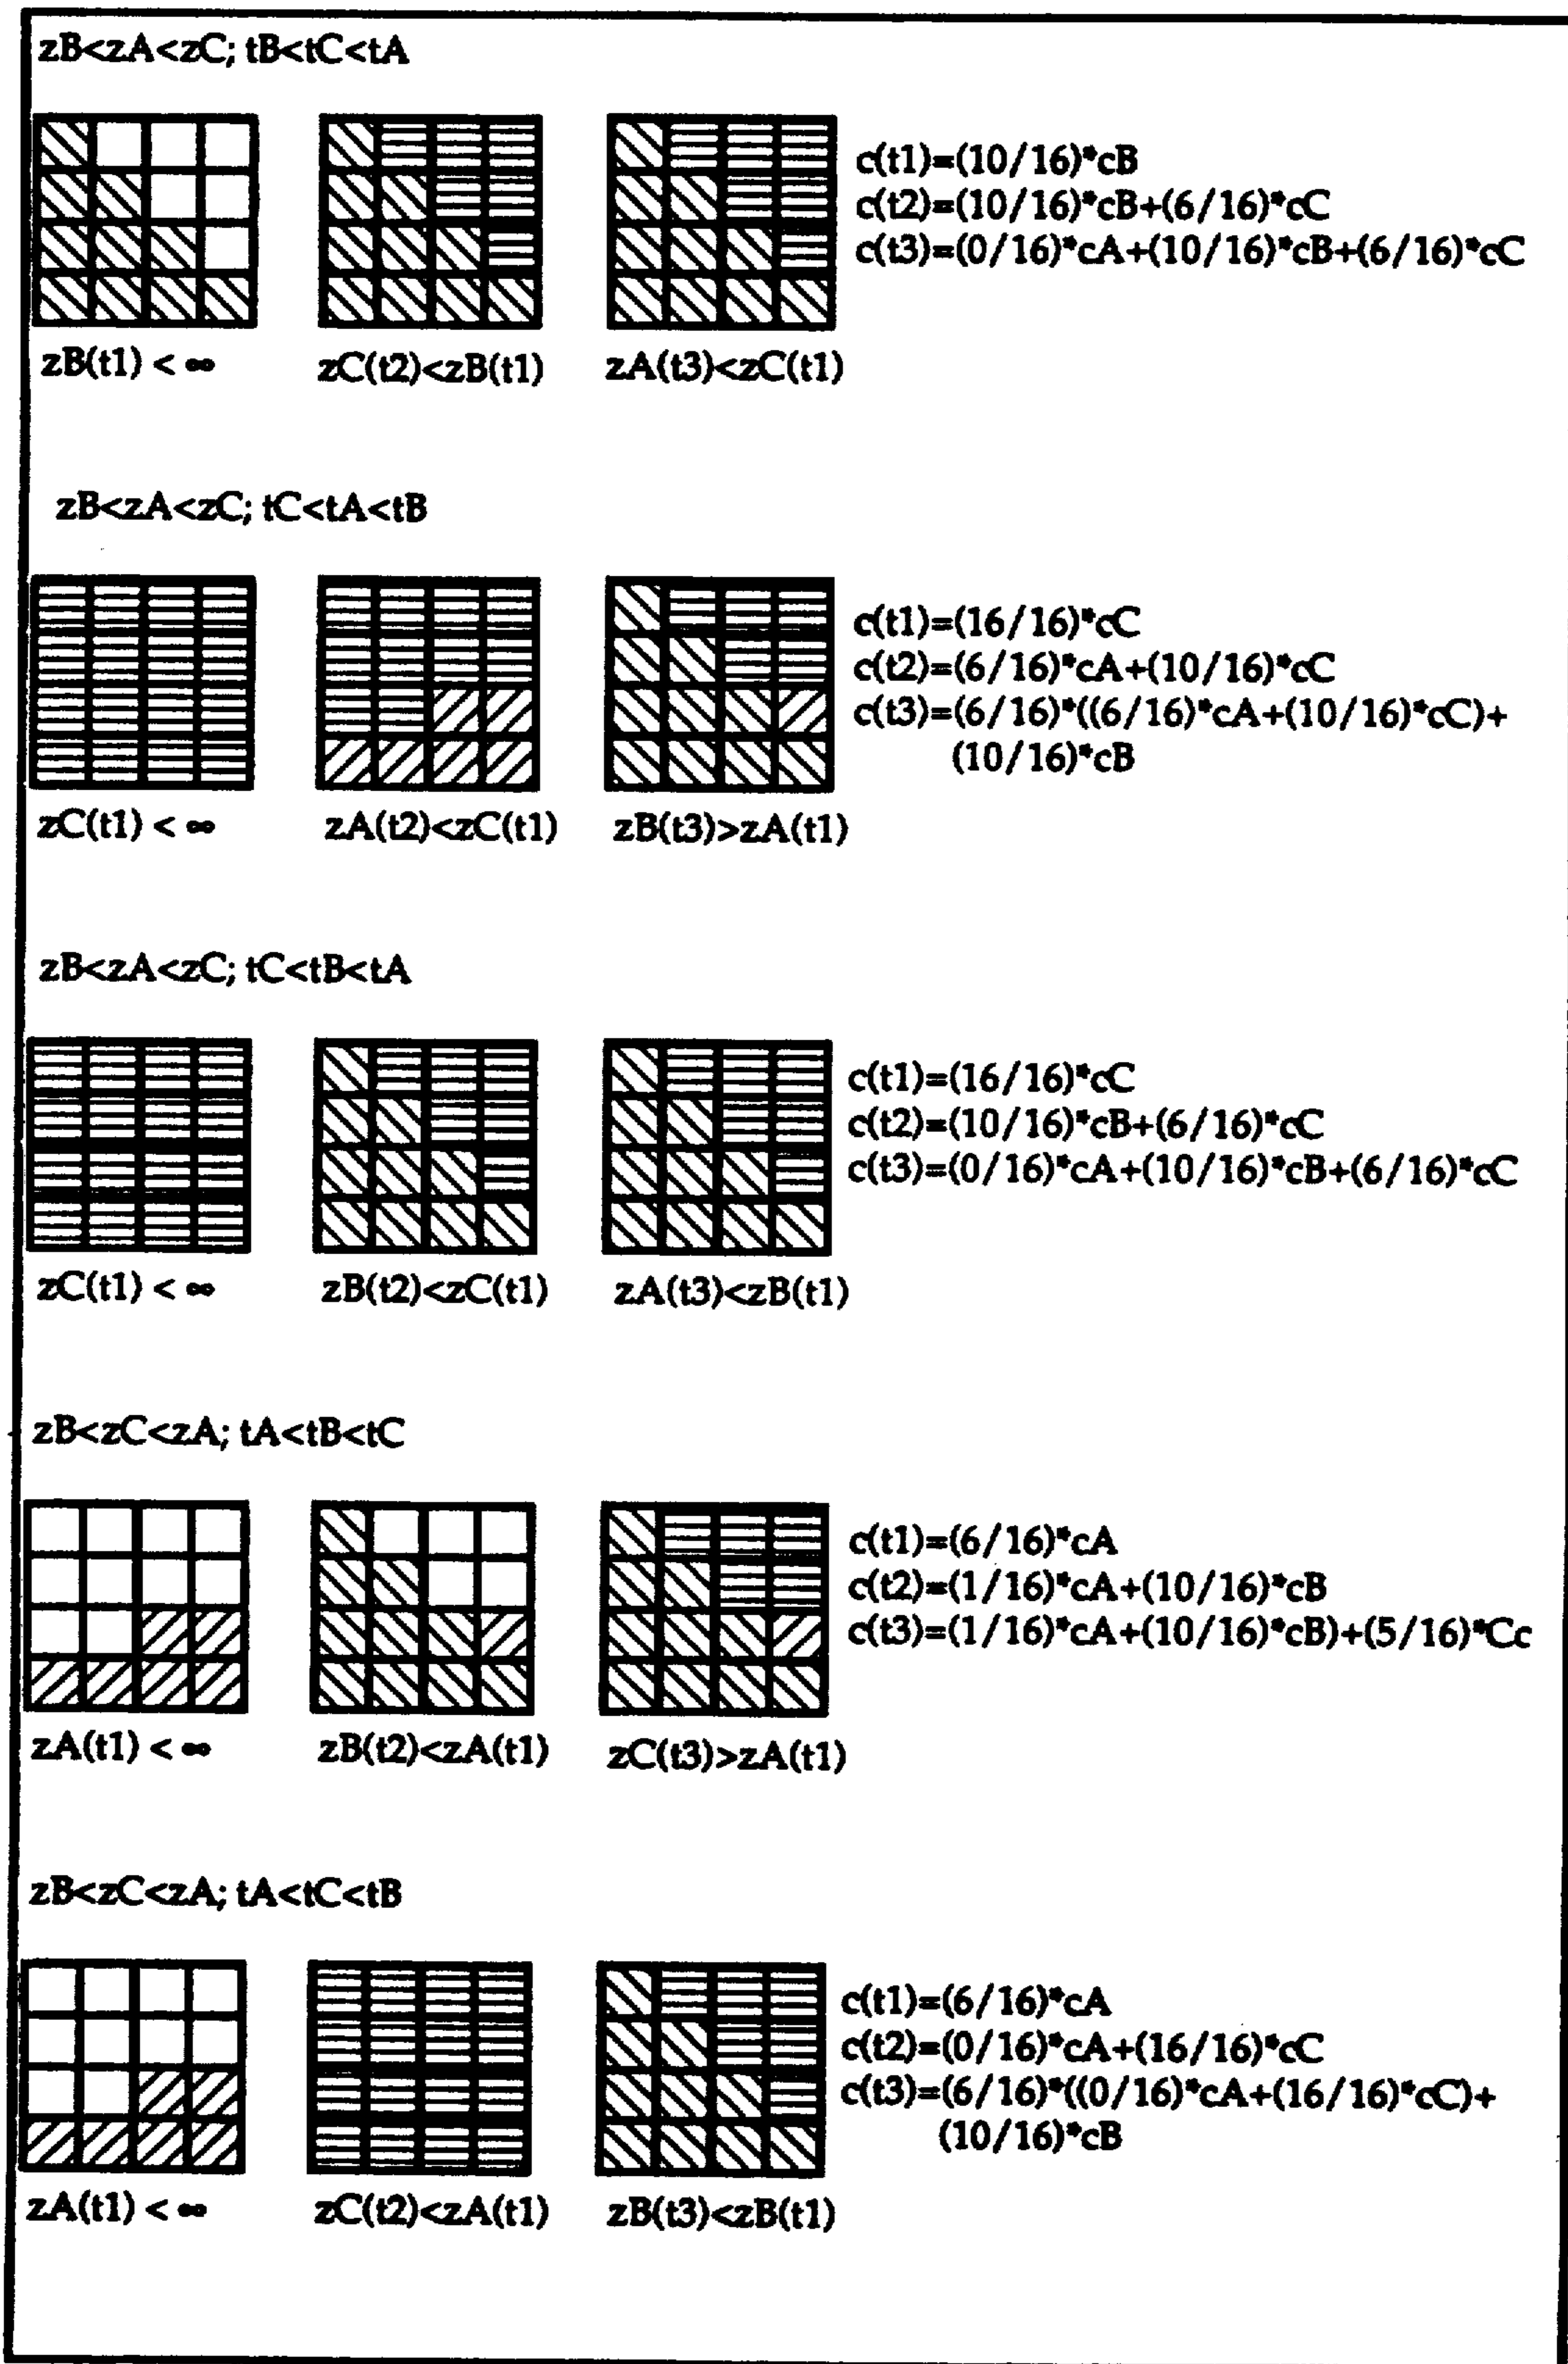 zB<zA<zC; tB<tC<tA
c(t1)=(10/16)*cB
c(t2)=(10/16)*cB+(6/16)*cC
c(t3)=(0/16)*cA+(10/16)*cB+(6/16)*cC
zB(t1) < ∞
zC(t2)<zB(t1)
zA(t3)<zC(t1)
zB<zA<zC; tC<tA<tB
c(t1)=(16/16)*cC
c(t2)=(6/16)*cA+(10/16)*cC
c(t3)=(6/16)*((6/16)*cA+(10/16)*cC)+
(10/16)*cB
zC(t1) < ∞
zA(t2)<zC(t1)
zB(t3)>zA(t1)
zB<zA<zC; tC<tB<tA
c(t1)=(16/16)*cC
c(t2)=(10/16)*cB+(6/16)*cC
c(t3)=(0/16)*cA+(10/16)*cB+(6/16)*cC
zC(t1) < ∞
zB(t2)<zC(t1)
zA(t3)<zB(t1)
zB<zC<zA; tA<tB<tC
c(t1)=(6/16)*cA
c(t2)=(1/16)*cA+(10/16)*cB
c(t3)=(1/16)*cA+(10/16)*cB)+(5/16)*Cc
zA(t1) < ∞
zB(t2)<zA(t1)
zC(t3)>zA(t1)
zB<zC<zA; tA<tC<tB
c(t1)=(6/16)*cA
c(t2)=(0/16)*cA+(16/16)*cC
c(t3)=(6/16)*((0/16)*cA+(16/16)*cC)+
(10/16)*cB
zA(t1) < ∞
zC(t2)<zA(t1)
zB(t3)<zB(t1)